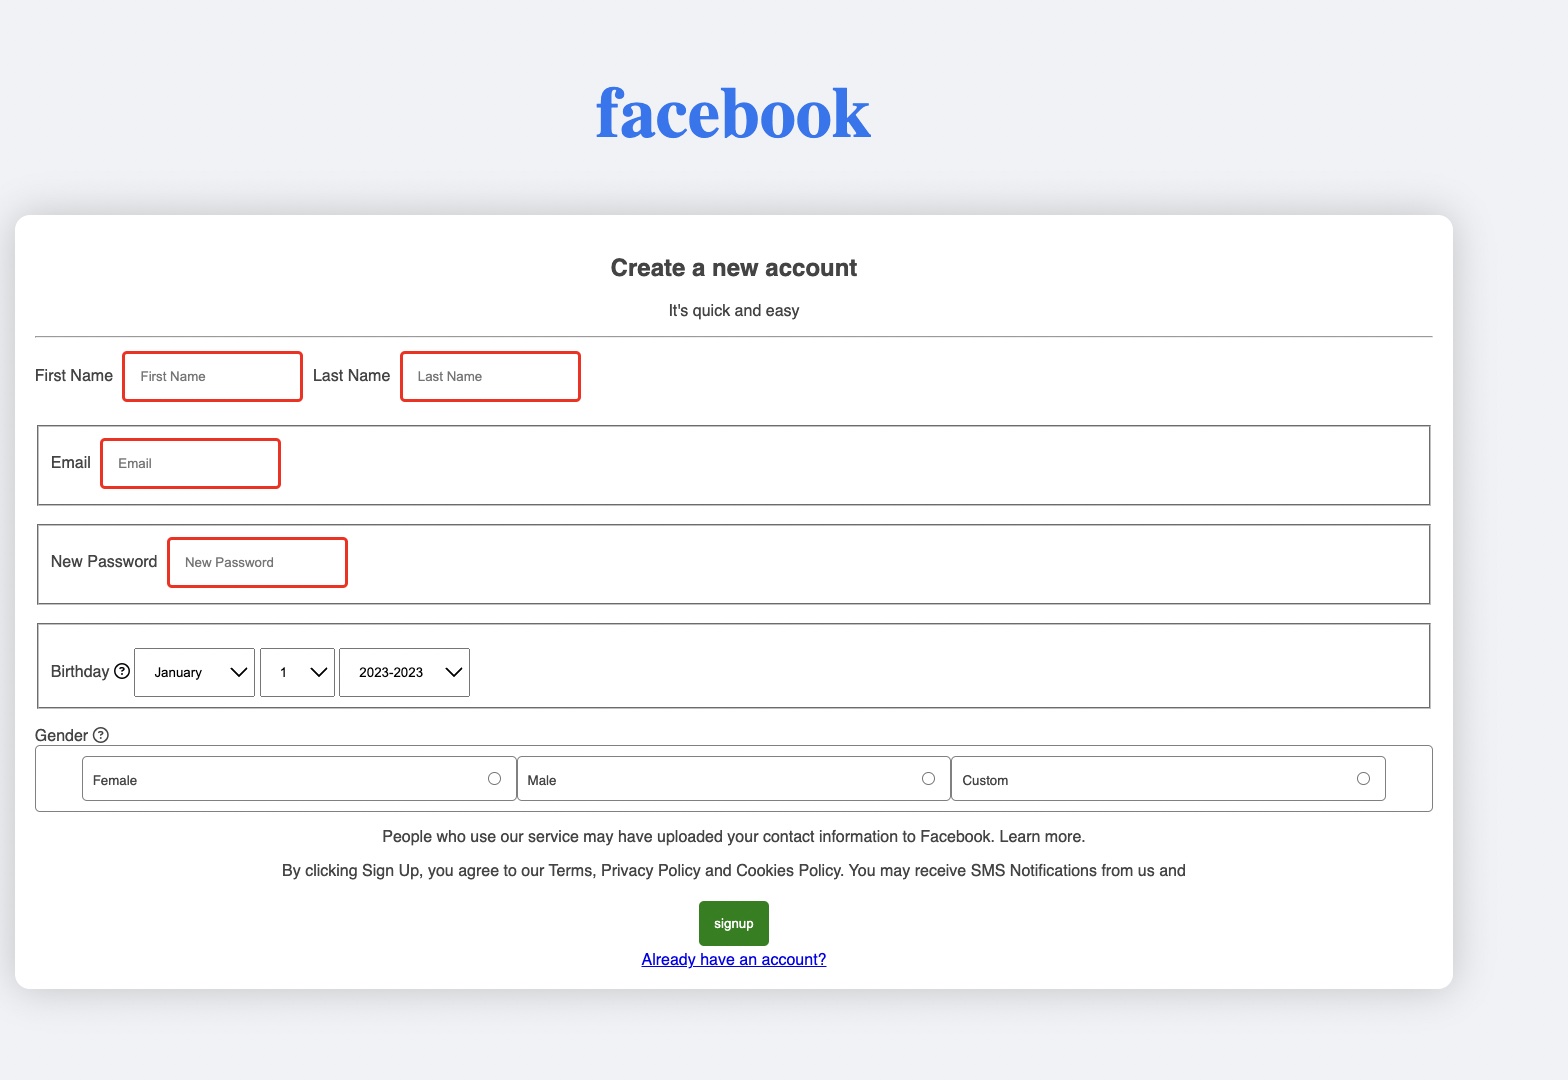 facebook
Create a new account
It's quick and easy
First Name First Name Last Name Last Name
Email Email
New Password New Password
Birthday ? January 1 2023-2023
Gender ?
Female Male Custom
People who use our service may have uploaded your contact information to Facebook. Learn more.
By clicking Sign Up, you agree to our Terms, Privacy Policy and Cookies Policy. You may receive SMS Notifications from us and
signup
Already have an account?